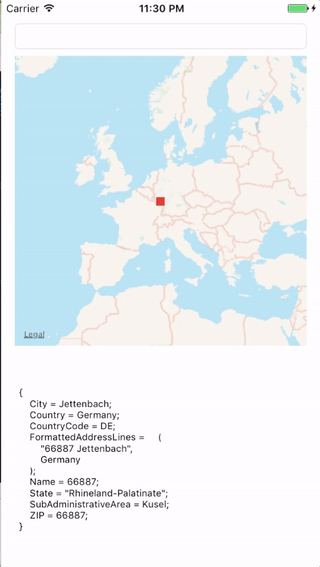 Carrier 11:30 PM
Legal
{
City = Jettenbach;
Country = Germany;
CountryCode = DE;
FormattedAddressLines = (
"66887 Jettenbach",
Germany
);
Name = 66887;
State = "Rhineland-Palatinate";
SubAdministrativeArea = Kusel;
ZIP = 66887;
}